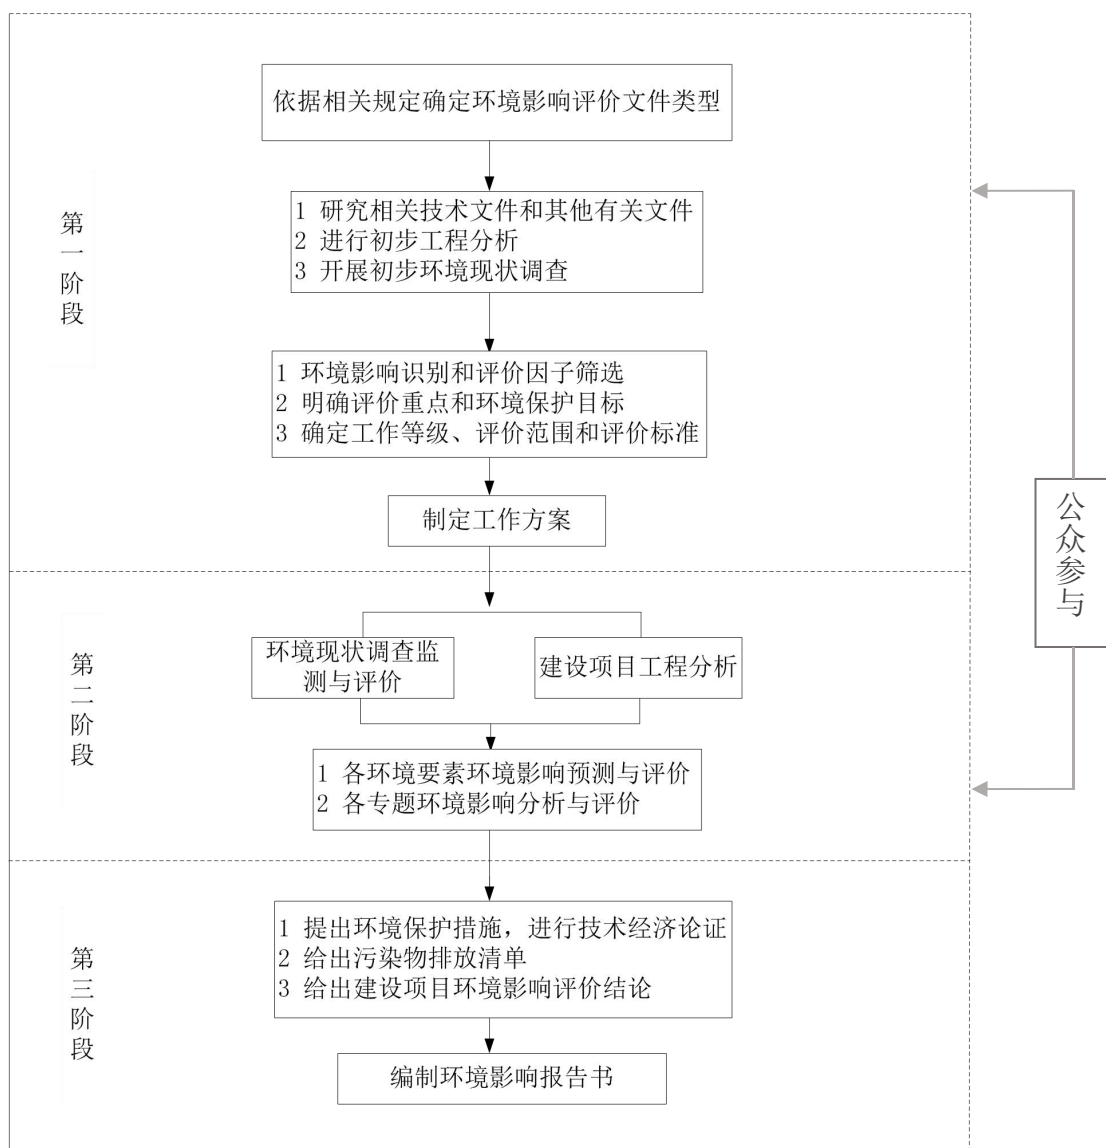 依据相关规定确定环境影响评价文件类型
第一阶段
1 研究相关技术文件和其他有关文件
2 进行初步工程分析
3 开展初步环境现状调查
1 环境影响识别和评价因子筛选
2 明确评价重点和环境保护目标
3 确定工作等级、评价范围和评价标准
制定工作方案
公众参与
第二阶段
环境现状调查监
测与评价
建设项目工程分析
1 各环境要素环境影响预测与评价
2 各专题环境影响分析与评价
第三阶段
1 提出环境保护措施，进行技术经济论证
2 给出污染物排放清单
3 给出建设项目环境影响评价结论
编制环境影响报告书